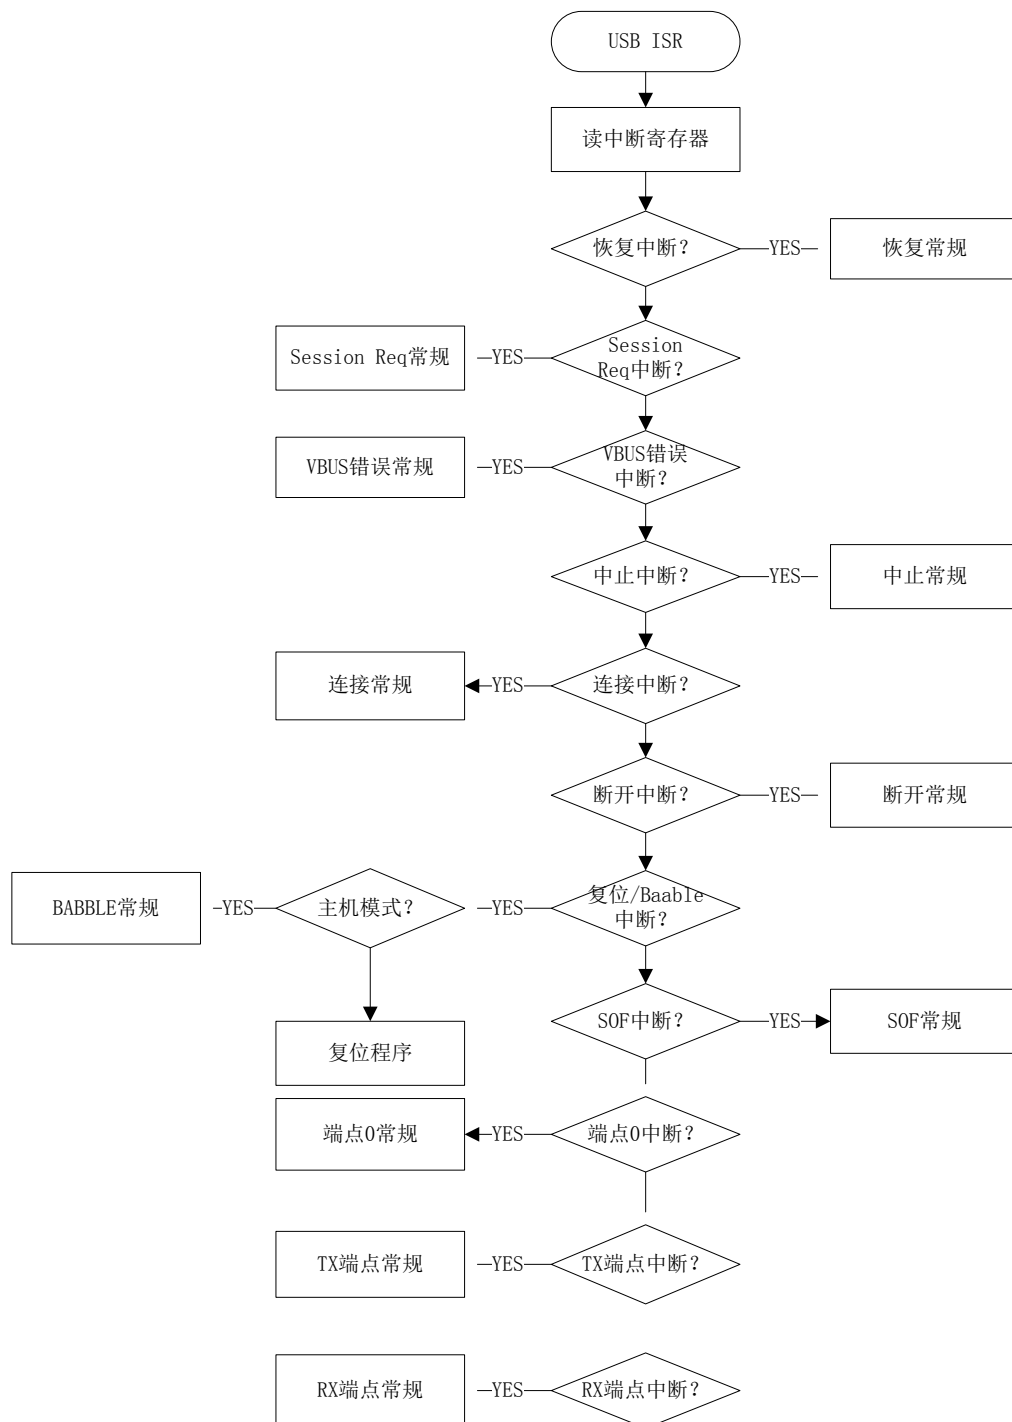 USB ISR
读中断寄存器
恢复中断?
YES
恢复常规
Session Req常规
YES
Session
Req中断?
VBUS错误常规
YES
VBUS错误
中断?
中止中断?
YES
中止常规
连接常规
YES
连接中断?
断开中断?
YES
断开常规
BABBLE常规
YES
主机模式?
YES
复位/Baable
中断?
SOF中断?
YES
SOF常规
复位程序
端点0常规
YES
端点0中断?
TX端点常规
YES
TX端点中断?
RX端点常规
YES
RX端点中断?